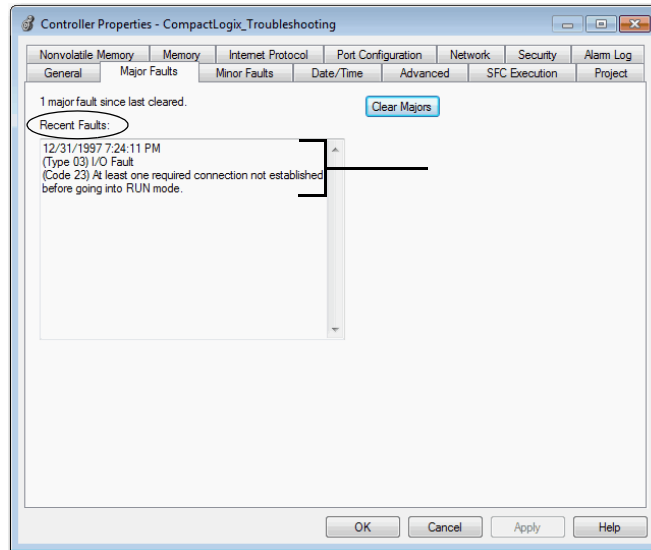 Controller Properties - CompactLogix_Troubleshooting
Nonvolatile Memory Memory Internet Protocol Port Configuration Network Security Alarm Log
General Major Faults Minor Faults Date/Time Advanced SFC Execution Project
1 major fault since last cleared.
Clear Majors
Recent Faults:
12/31/1997 7:24:11 PM
(Type 03) I/O Fault
(Code 23) At least one required connection not established
before going into RUN mode.
OK Cancel Apply Help